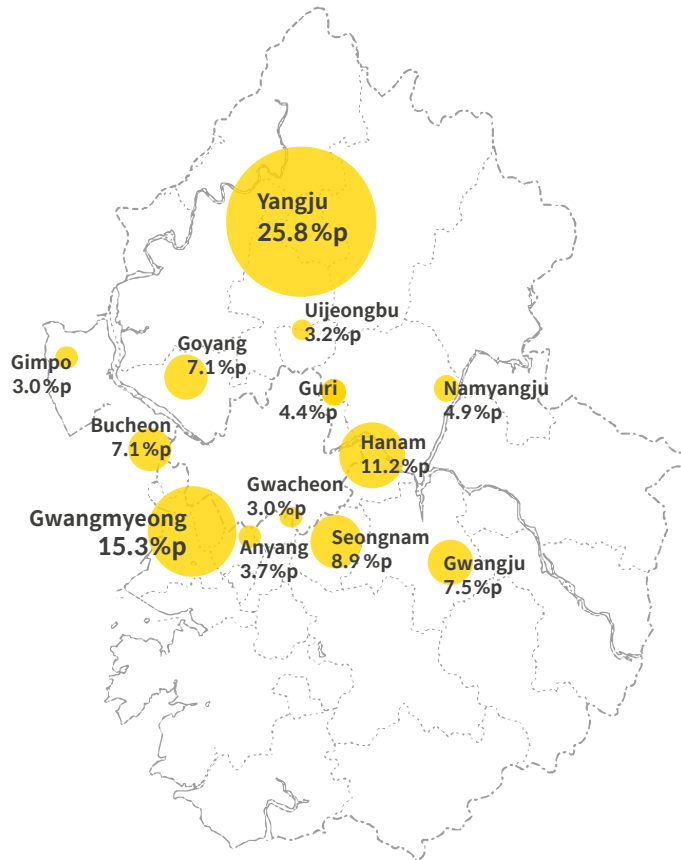 Yangju
25.8%p
Uijeongbu
3.2%p
Goyang
7.1%p
Gimpo
3.0%p
Guri
4.4%p
Namyangju
4.9%p
Bucheon
7.1%p
Hanam
11.2%p
Gwacheon
3.0%p
Gwangmyeong
15.3%p
Anyang
3.7%p
Seongnam
8.9%p
Gwangju
7.5%p